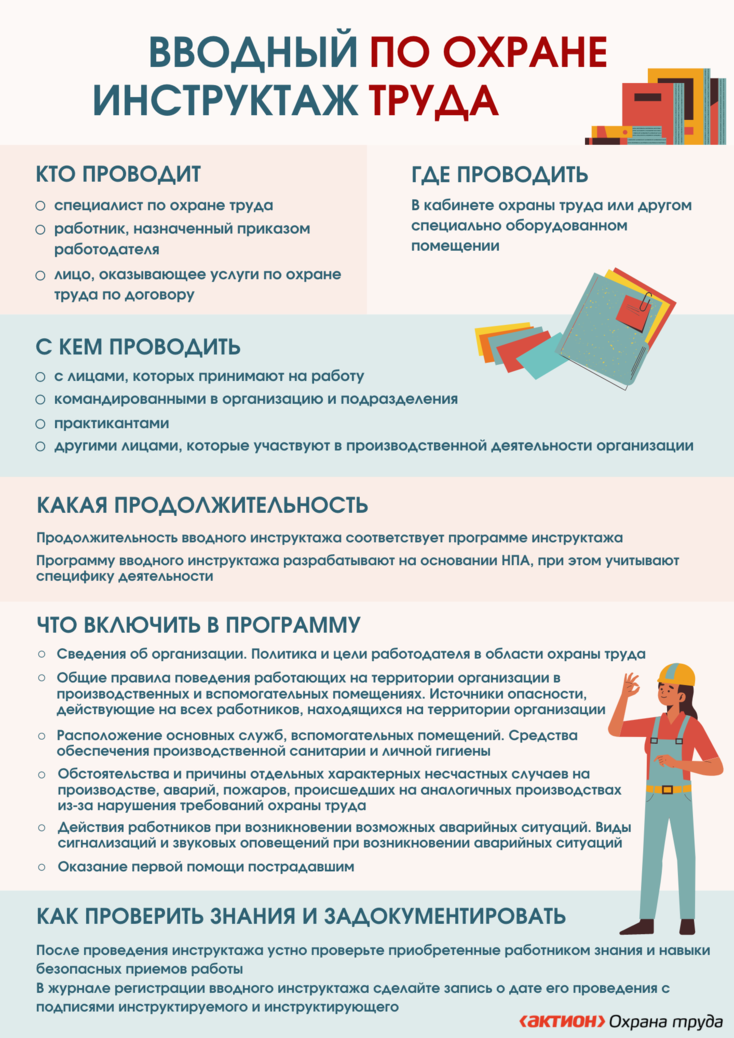 ВВОДНЫЙ ПО ОХРАНЕ
ИНСТРУКТАЖ ТРУДА
КТО ПРОВОДИТ
специалист по охране труда
работник, назначенный приказом
работодателя
лицо, оказывающее услуги по охране
труда по договору
ГДЕ ПРОВОДИТЬ
В кабинете охраны труда или другом
специально оборудованном
помещении
С КЕМ ПРОВОДИТЬ
с лицами, которых принимают на работу
командированными в организацию и подразделения
практикантами
другими лицами, которые участвуют в производственной деятельности организации
КАКАЯ ПРОДОЛЖИТЕЛЬНОСТЬ
Продолжительность вводного инструктажа соответствует программе инструктажа
Программу вводного инструктажа разрабатывают на основании НПА, при этом учитывают
специфику деятельности
ЧТО ВКЛЮЧИТЬ В ПРОГРАММУ
Сведения об организации. Политика и цели работодателя в области охраны труда
Общие правила поведения работающих на территории организации в
производственных и вспомогательных помещениях. Источники опасности,
действующие на всех работников, находящихся на территории организации
Расположение основных служб, вспомогательных помещений. Средства
обеспечения производственной санитарии и личной гигиены
Обстоятельства и причины отдельных характерных несчастных случаев на
производстве, аварий, пожаров, происшедших на аналогичных производствах
из-за нарушения требований охраны труда
Действия работников при возникновении возможных аварийных ситуаций. Виды
сигнализаций и звуковых оповещений при возникновении аварийных ситуаций
Оказание первой помощи пострадавшим
КАК ПРОВЕРИТЬ ЗНАНИЯ И ЗАДОКУМЕНТИРОВАТЬ
После проведения инструктажа устно проверьте приобретенные работником знания и навыки
безопасных приемов работы
В журнале регистрации вводного инструктажа сделайте запись о дате его проведения с
подписями инструктируемого и инструктирующего
актион Охрана труда